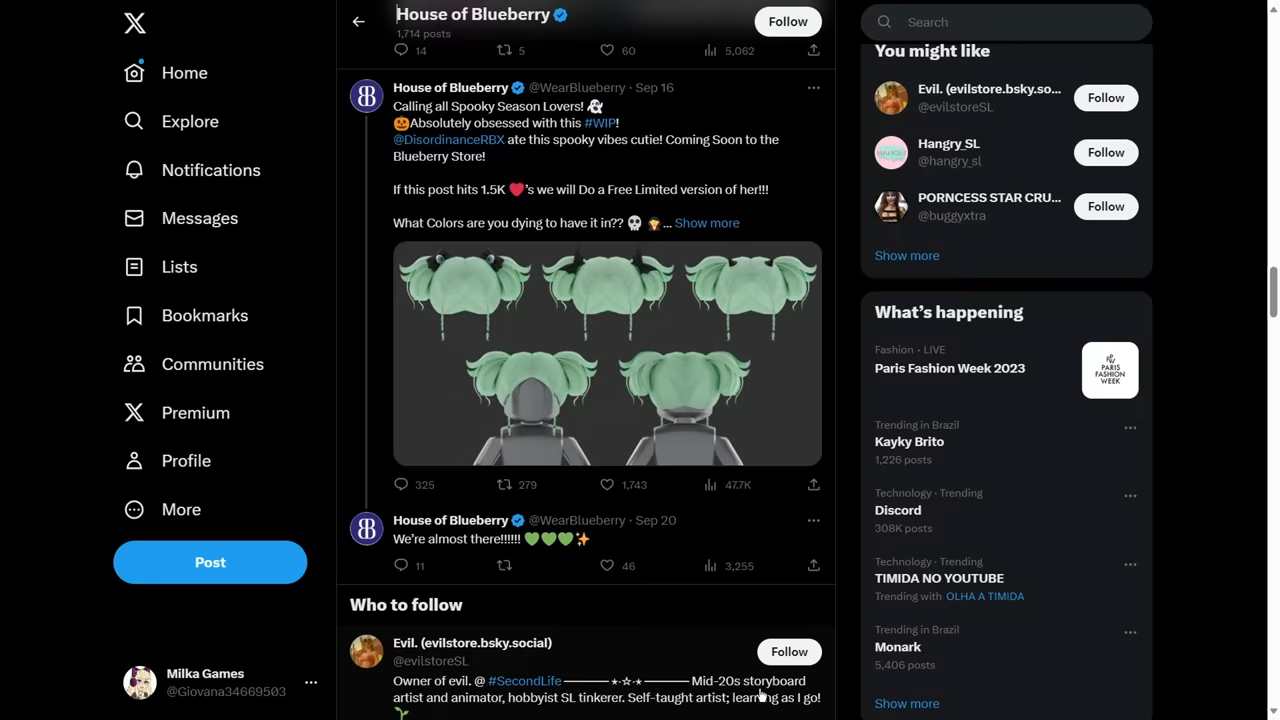 House of Blueberry
1,714 posts
Follow
Search
14 5 60 5,062
Home
Explore
Notifications
Messages
Lists
Bookmarks
Communities
Premium
Profile
More
Post
Milka Games
@Giovana34669503
House of Blueberry @WearBlueberry · Sep 16
Calling all Spooky Season Lovers! 👻
🎃Absolutely obsessed with this #WIP!
@DisordinanceRBX ate this spooky vibes cutie! Coming Soon to the
Blueberry Store!
If this post hits 1.5K ❤️'s we will Do a Free Limited version of her!!!
What Colors are you dying to have it in?? 💀 … Show more
325 279 1,743 47.7K
House of Blueberry @WearBlueberry · Sep 20
We're almost there!!!!!! 💚💚💚✨
11 46 3,255
Who to follow
Evil. (evilstore.bsky.social)
@evilstoreSL
Follow
Owner of evil. @ #SecondLife ———— ⋆⋅☆⋅⋆ ———— Mid-20s storyboard
artist and animator, hobbyist SL tinkerer. Self-taught artist; learning as I go!
You might like
Evil. (evilstore.bsky.so...
@evilstoreSL
Follow
Hangry_SL
@hangry_sl
Follow
PORNCESS STAR CRU...
@buggyxtra
Follow
Show more
What's happening
Fashion · LIVE
Paris Fashion Week 2023
PARIS
FASHION
WEEK
Trending in Brazil
Kayky Brito
1,226 posts
Technology · Trending
Discord
308K posts
Technology · Trending
TIMIDA NO YOUTUBE
Trending with OLHA A TIMIDA
Trending in Brazil
Monark
5,406 posts
Show more